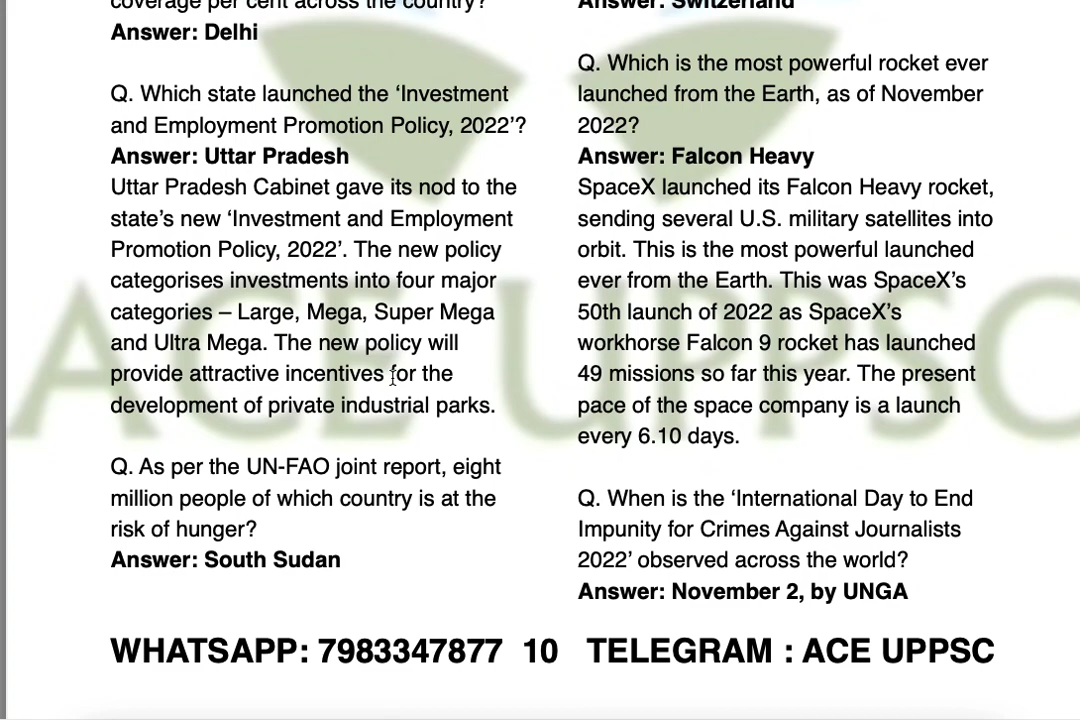 coverage per cent across the country?
Answer: Delhi
Q. Which state launched the ‘Investment
and Employment Promotion Policy, 2022’?
Answer: Uttar Pradesh
Uttar Pradesh Cabinet gave its nod to the
state’s new ‘Investment and Employment
Promotion Policy, 2022’. The new policy
categorises investments into four major
categories – Large, Mega, Super Mega
and Ultra Mega. The new policy will
provide attractive incentives for the
development of private industrial parks.
Q. As per the UN-FAO joint report, eight
million people of which country is at the
risk of hunger?
Answer: South Sudan
Answer: Switzerland
Q. Which is the most powerful rocket ever
launched from the Earth, as of November
2022?
Answer: Falcon Heavy
SpaceX launched its Falcon Heavy rocket,
sending several U.S. military satellites into
orbit. This is the most powerful launched
ever from the Earth. This was SpaceX’s
50th launch of 2022 as SpaceX’s
workhorse Falcon 9 rocket has launched
49 missions so far this year. The present
pace of the space company is a launch
every 6.10 days.
Q. When is the ‘International Day to End
Impunity for Crimes Against Journalists
2022’ observed across the world?
Answer: November 2, by UNGA
WHATSAPP: 7983347877 10 TELEGRAM : ACE UPPSC
ACE UPPSC